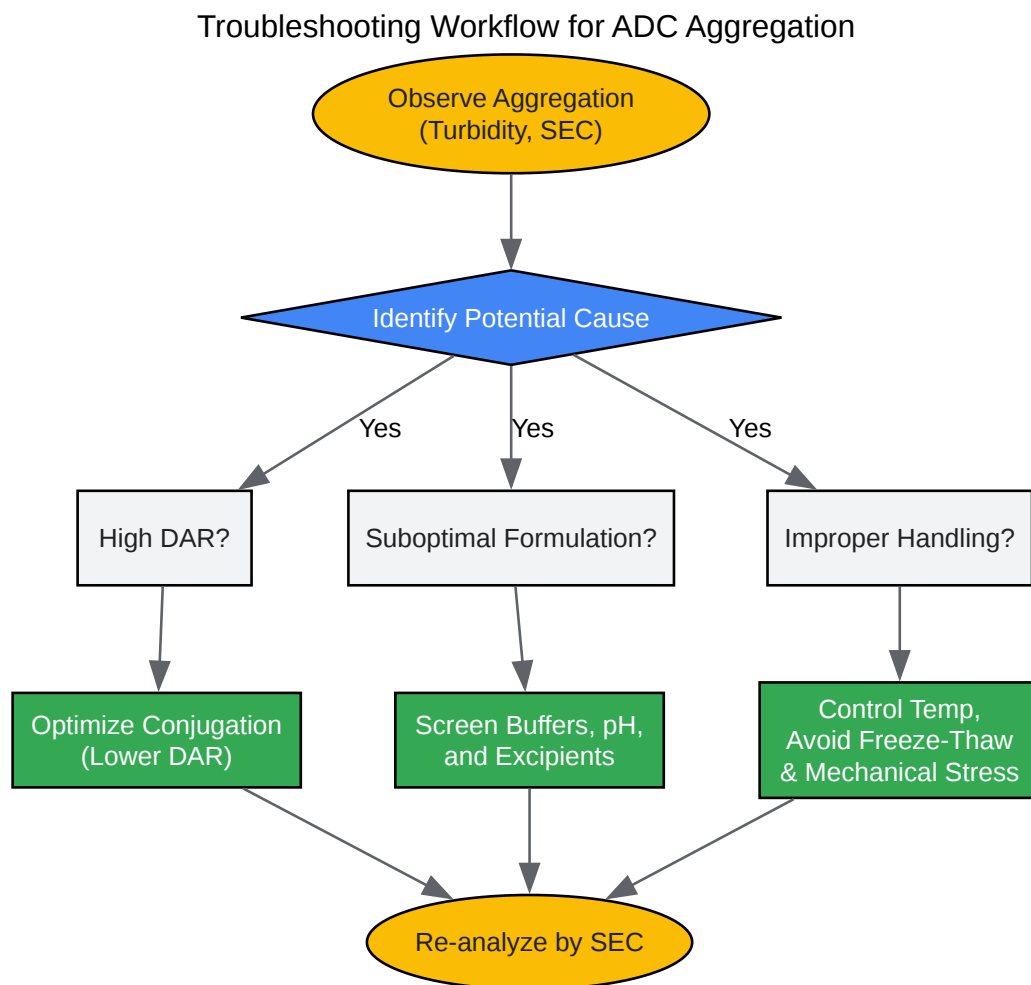 Troubleshooting Workflow for ADC Aggregation
Observe Aggregation
(Turbidity, SEC)
Identify Potential Cause
Yes
Yes
Yes
High DAR?
Suboptimal Formulation?
Improper Handling?
Optimize Conjugation
(Lower DAR)
Screen Buffers, pH,
and Excipients
Control Temp,
Avoid Freeze-Thaw
& Mechanical Stress
Re-analyze by SEC